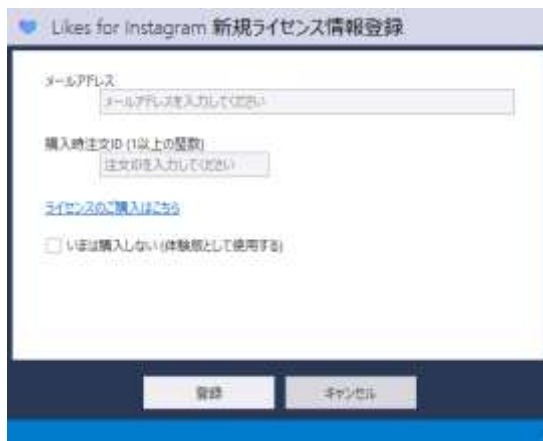 Likes for Instagram 新規ライセンス情報登録
メールアドレス
メールアドレスを入力してください
購入時注文ID (1以上の整数)
注文IDを入力してください
ライセンスのご購入はこちら
いまは購入しない (体験版として使用する)
登録
キャンセル